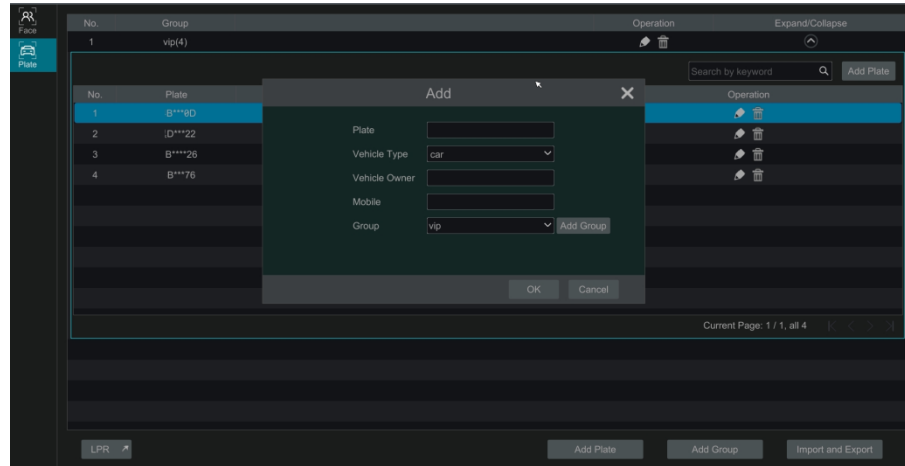 Face
Plate
No. Group Operation Expand/Collapse
1 vip(4)
Search by keyword Add Plate
No. Plate Operation
1 B***8D
2 D***22
3 B****26
4 B***76
Add
Plate
Vehicle Type car
Vehicle Owner
Mobile
Group vip Add Group
OK Cancel
Current Page: 1 / 1, all 4
LPR Add Plate Add Group Import and Export